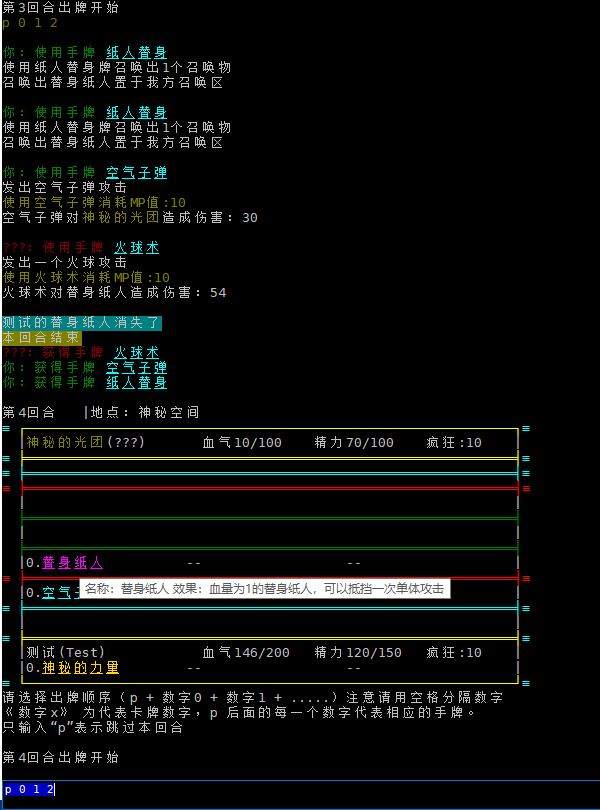 第3回合出牌开始
p 0 1 2
你: 使用手牌 纸人替身
使用纸人替身牌召唤出1个召唤物
召唤出替身纸人置于我方召唤区
你: 使用手牌 纸人替身
使用纸人替身牌召唤出1个召唤物
召唤出替身纸人置于我方召唤区
你: 使用手牌 空气子弹
发出空气子弹攻击
使用空气子弹消耗MP值:10
空气子弹对神秘的光团造成伤害: 30
???: 使用手牌 火球术
发出一个火球攻击
使用火球术消耗MP值:10
火球术对替身纸人造成伤害: 54
测试的替身纸人消失了
本回合结束
???: 获得手牌 火球术
你: 获得手牌 空气子弹
你: 获得手牌 纸人替身
第4回合 |地点: 神秘空间
神秘的光团(???) 血气10/100 精力70/100 疯狂:10
0.替身纸人 -- --
0.空气
名称: 替身纸人 效果: 血量为1的替身纸人, 可以抵挡一次单体攻击
测试(Test) 血气146/200 精力120/150 疯狂:10
0.神秘的力量 -- --
请选择出牌顺序（p + 数字0 + 数字1 + .....）注意请用空格分隔数字
《数字x》 为代表卡牌数字，p 后面的每一个数字代表相应的手牌。
只输入“p”表示跳过本回合
第4回合出牌开始
p 0 1 2